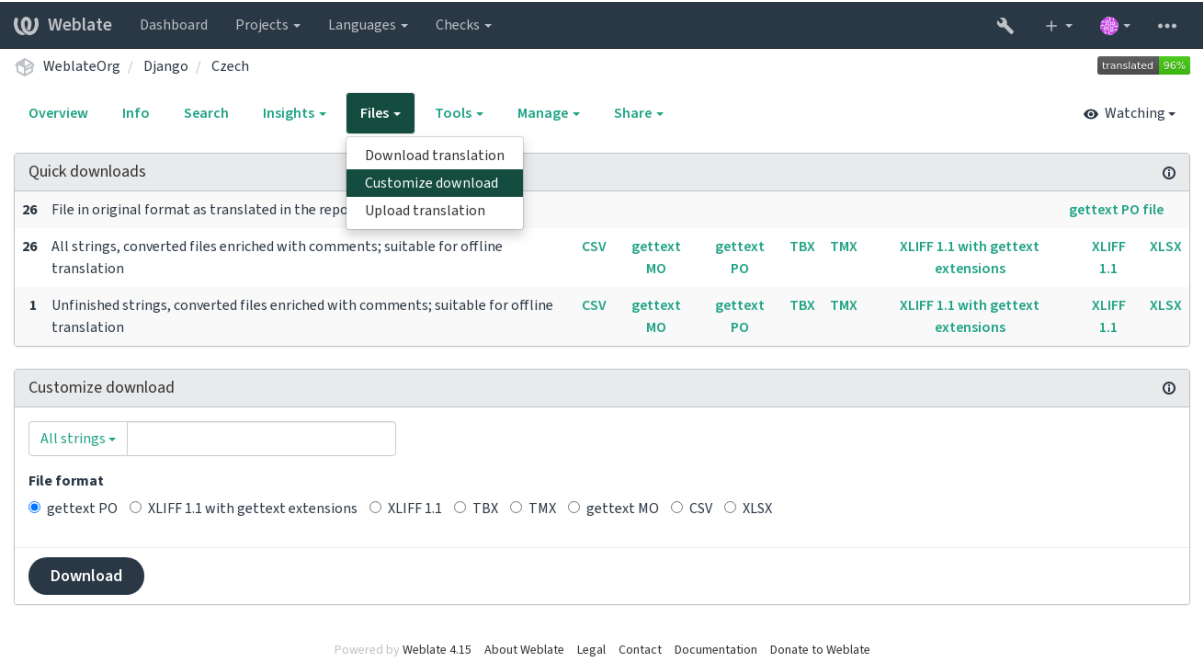 Weblate Dashboard Projects Languages Checks
WeblateOrg / Django / Czech translated 96%
Overview Info Search Insights Files Tools Manage Share Watching
Download translation
Customize download
Upload translation
Quick downloads
26 File in original format as translated in the repo gettext PO file
26 All strings, converted files enriched with comments; suitable for offline translation CSV gettext MO gettext PO TBX TMX XLIFF 1.1 with gettext extensions XLIFF 1.1 XLSX
1 Unfinished strings, converted files enriched with comments; suitable for offline translation CSV gettext MO gettext PO TBX TMX XLIFF 1.1 with gettext extensions XLIFF 1.1 XLSX
Customize download
All strings
File format
gettext PO XLIFF 1.1 with gettext extensions XLIFF 1.1 TBX TMX gettext MO CSV XLSX
Download
Powered by Weblate 4.15 About Weblate Legal Contact Documentation Donate to Weblate